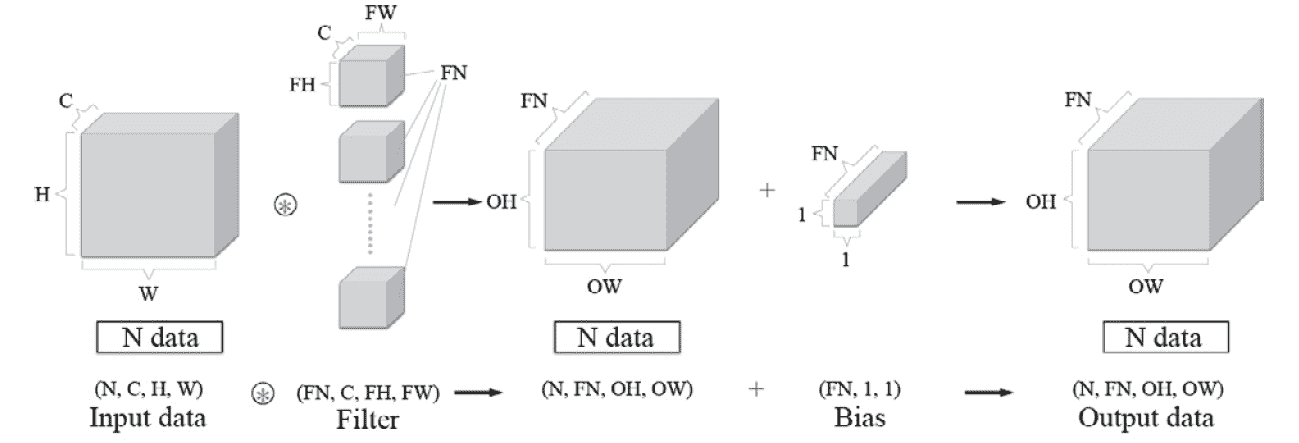 FW
C
FH
FN
C
H
W
N data
FN
OH
OW
N data
+
FN
1
1
FN
OH
OW
N data
(N, C, H, W) ⊛ (FN, C, FH, FW) → (N, FN, OH, OW) + (FN, 1, 1) → (N, FN, OH, OW)
Input data Filter Bias Output data